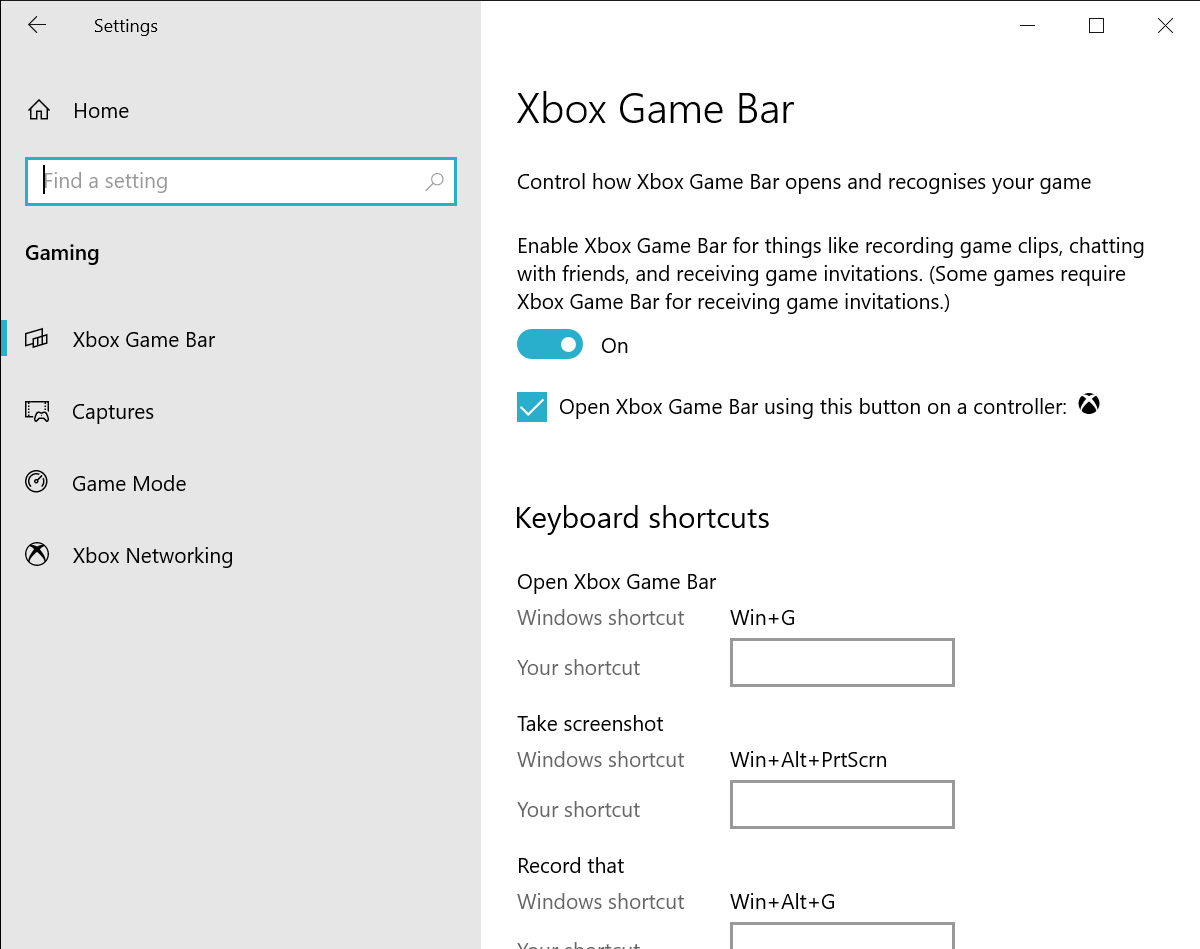 Settings
Home
Find a setting
Gaming
Xbox Game Bar
Captures
Game Mode
Xbox Networking
Xbox Game Bar
Control how Xbox Game Bar opens and recognises your game
Enable Xbox Game Bar for things like recording game clips, chatting
with friends, and receiving game invitations. (Some games require
Xbox Game Bar for receiving game invitations.)
On
Open Xbox Game Bar using this button on a controller:
Keyboard shortcuts
Open Xbox Game Bar
Windows shortcut Win+G
Your shortcut
Take screenshot
Windows shortcut Win+Alt+PrtScrn
Your shortcut
Record that
Windows shortcut Win+Alt+G
Your shortcut